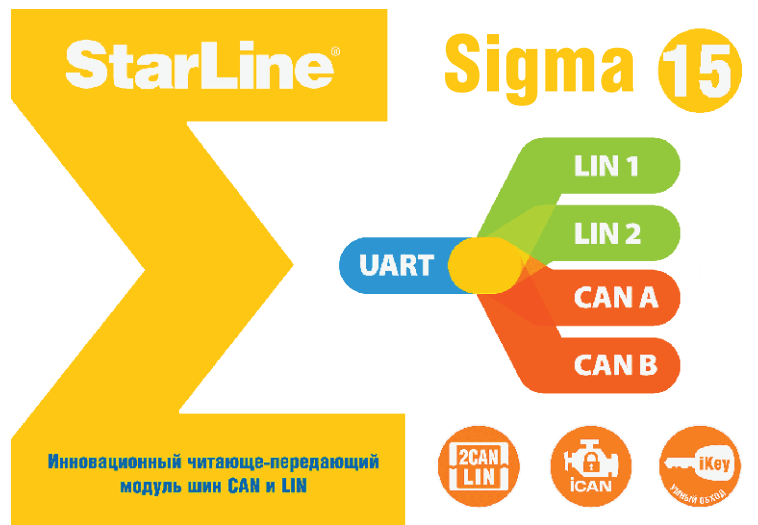 StarLine®
Sigma 15
LIN 1
LIN 2
UART
CAN A
CAN B
Инновационный читающе-передающий
модуль шин CAN и LIN
2CAN
LIN
iCAN
iKey
УМНЫЙ ОБХОД